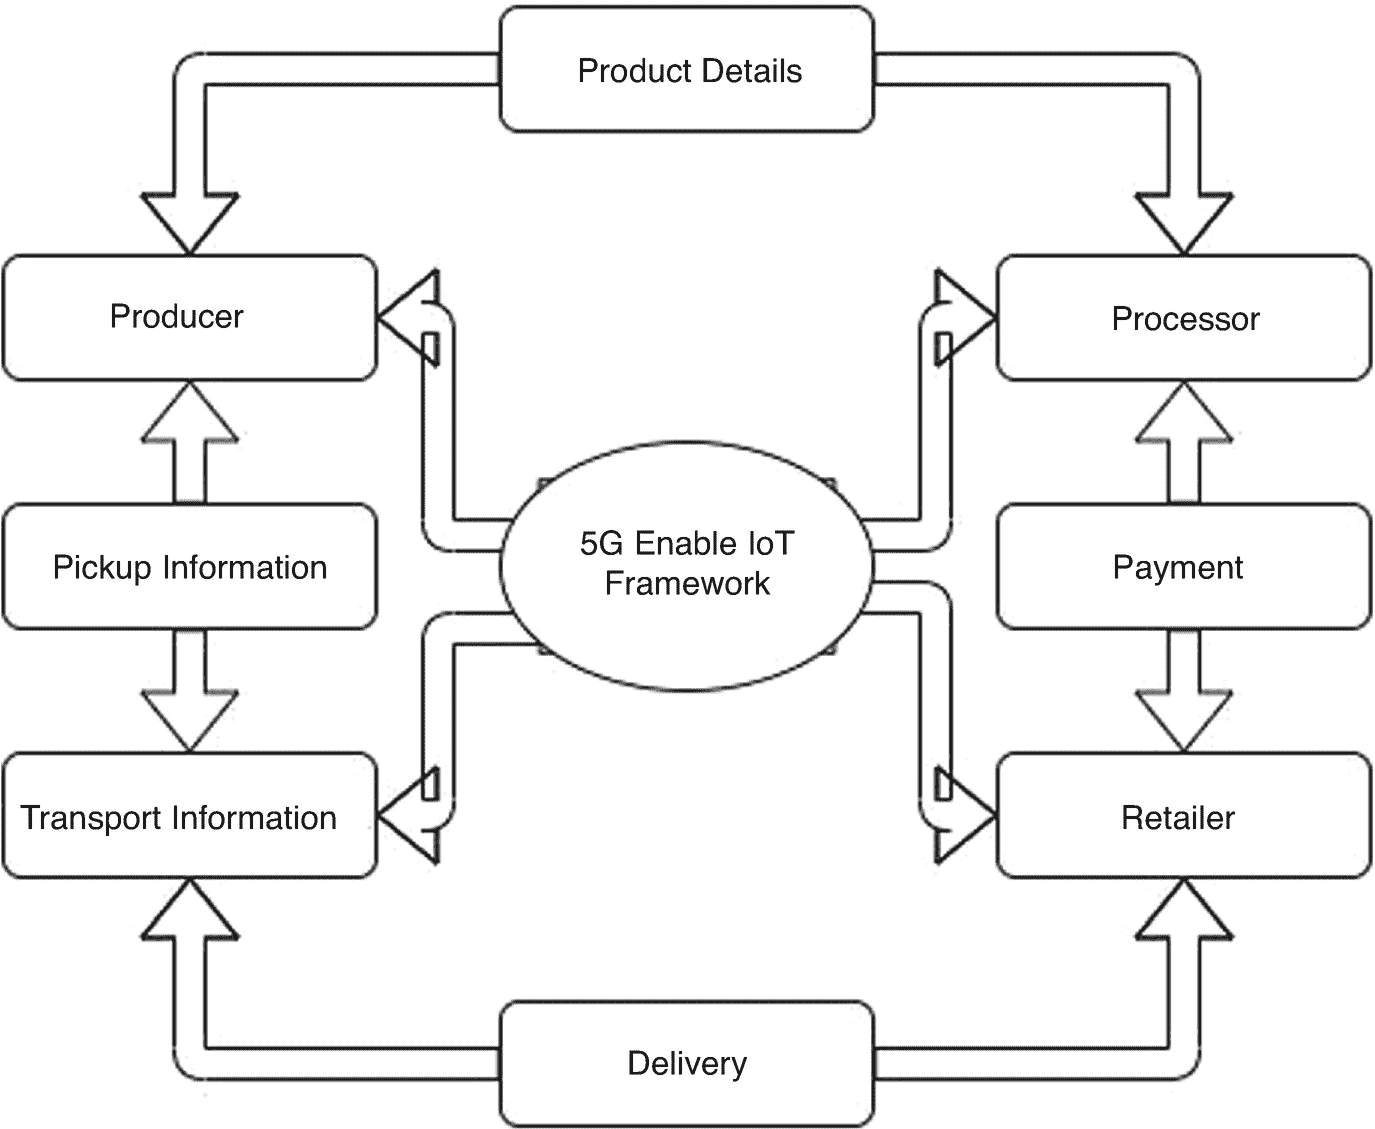 Product Details
Producer
Processor
Pickup Information
5G Enable IoT
Framework
Payment
Transport Information
Retailer
Delivery